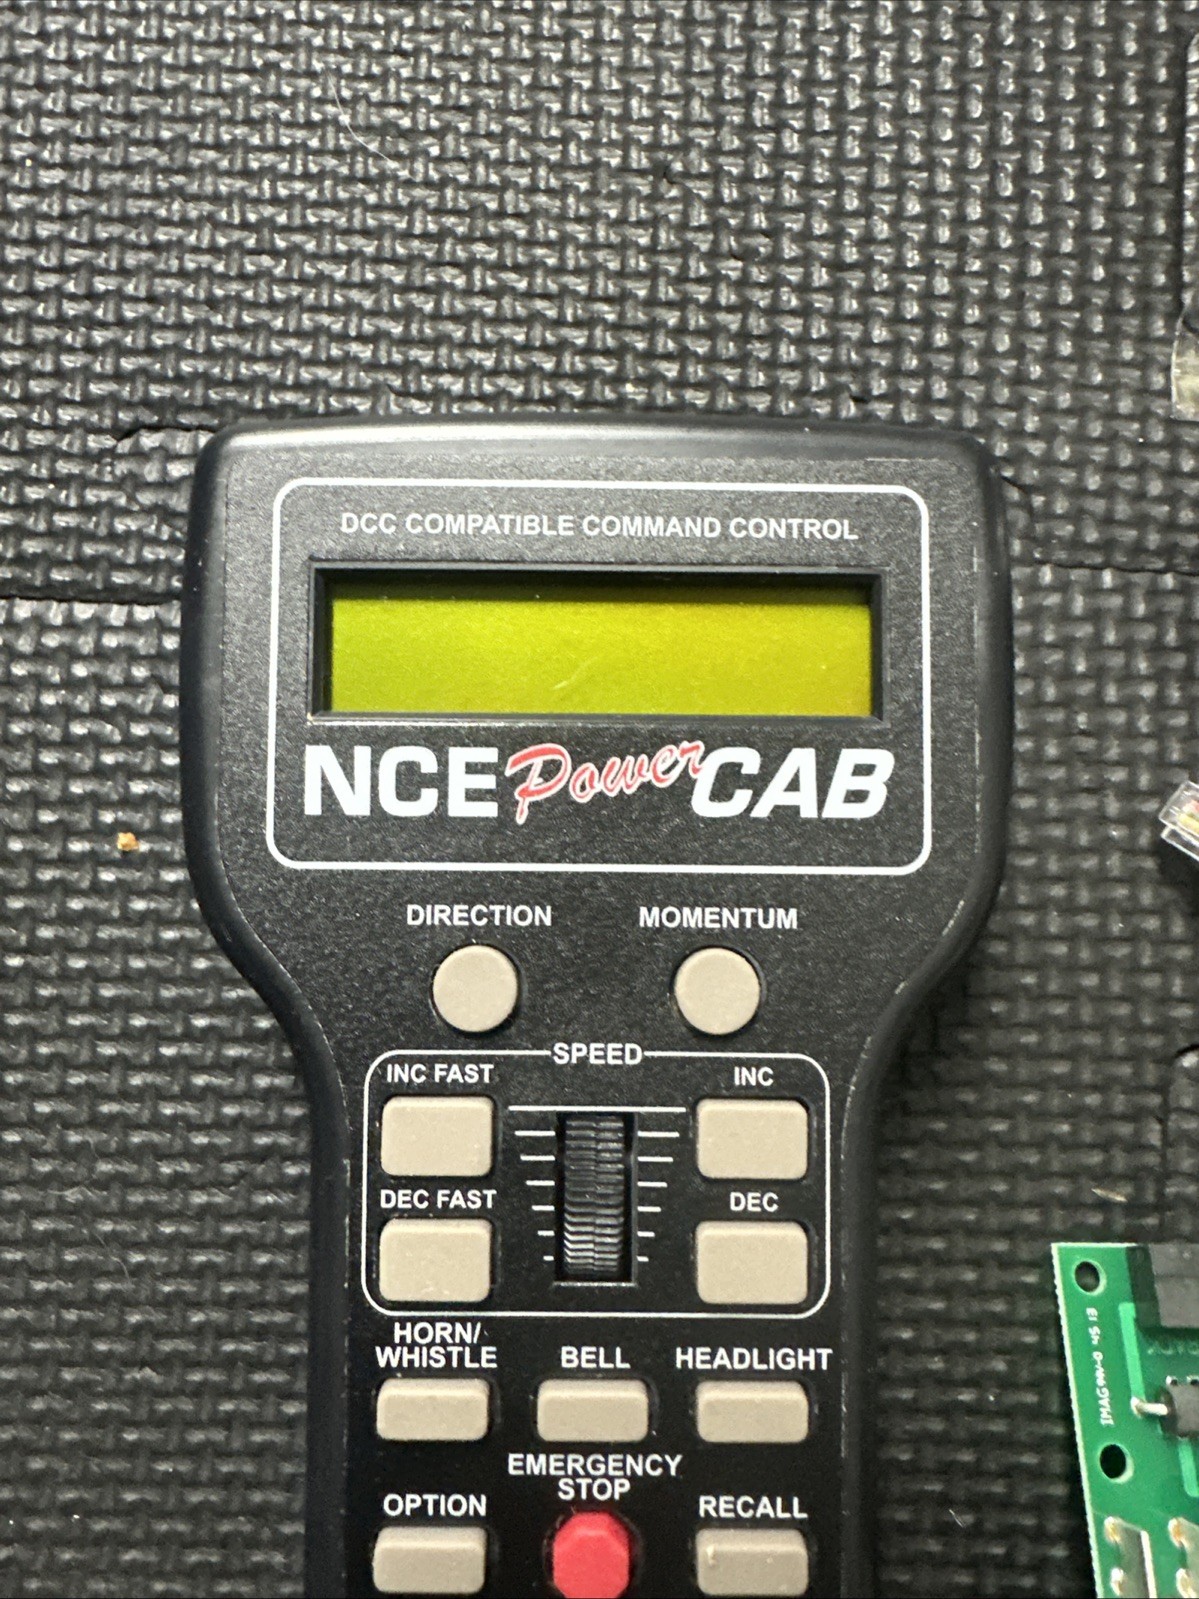 DCC COMPATIBLE COMMAND CONTROL
NCE Power CAB
DIRECTION
MOMENTUM
SPEED
INC FAST
INC
DEC FAST
DEC
HORN/
WHISTLE
BELL
HEADLIGHT
EMERGENCY
STOP
OPTION
RECALL